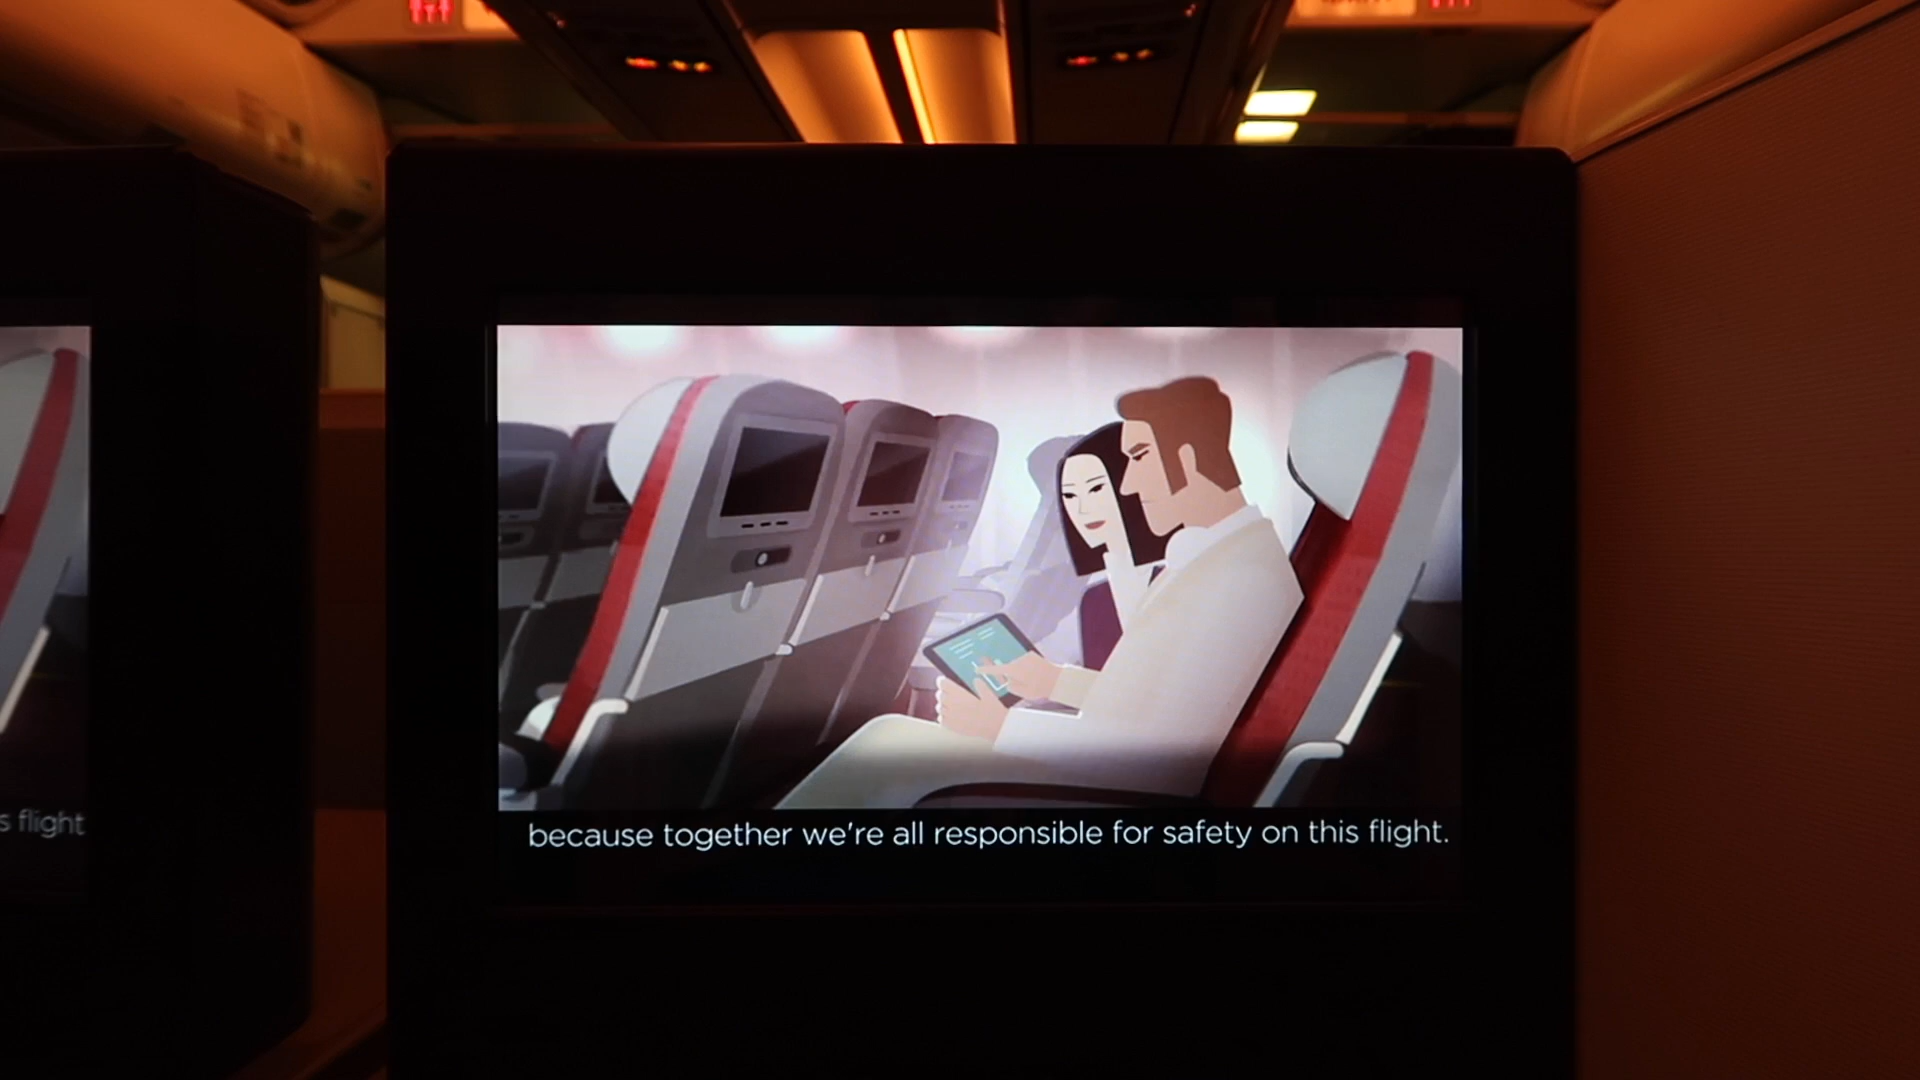 s flight
because together we're all responsible for safety on this flight.